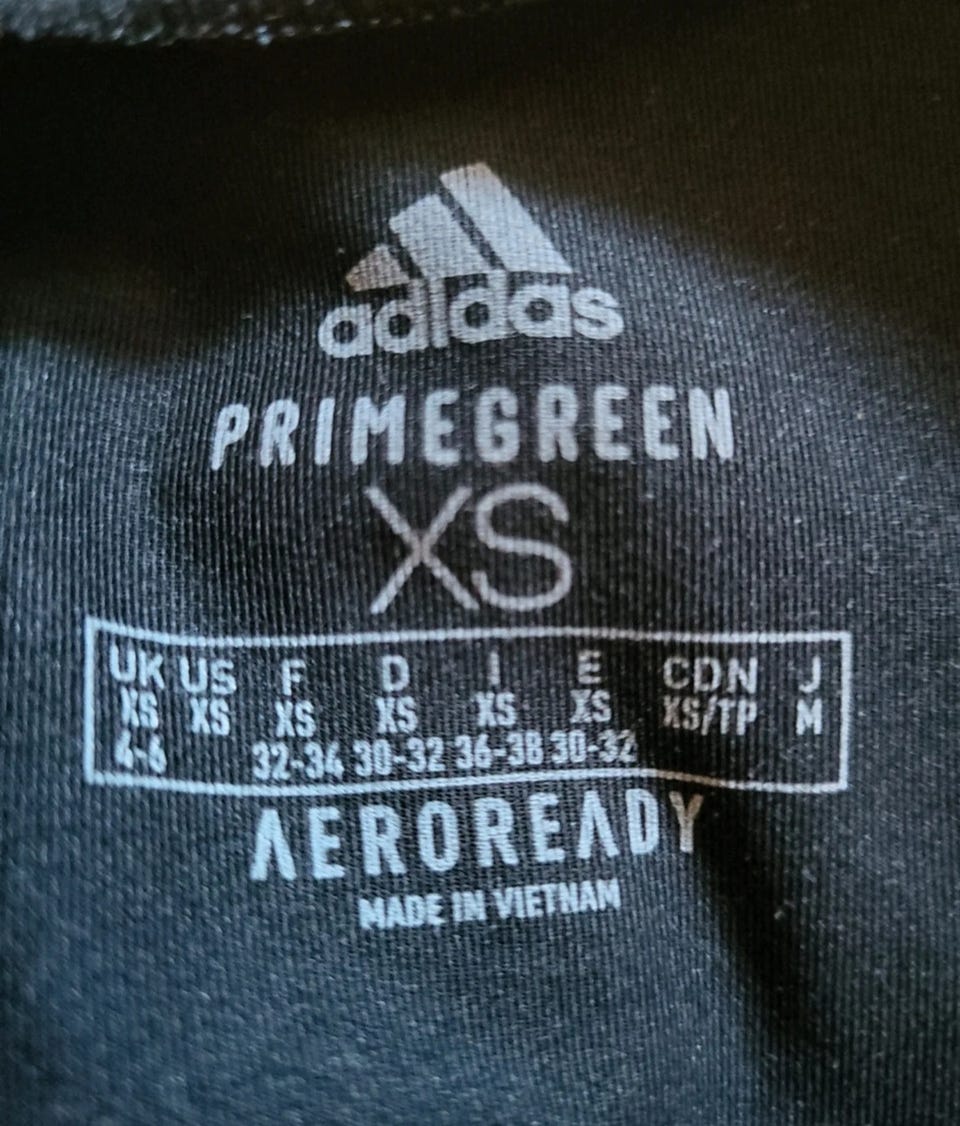 adidas
PRIMEGREEN
XS
UK US F D I E CDN J
XS XS XS XS XS XS XS/TP M
4-6 32-34 30-32 36-38 30-32
AEROREADY
MADE IN VIETNAM